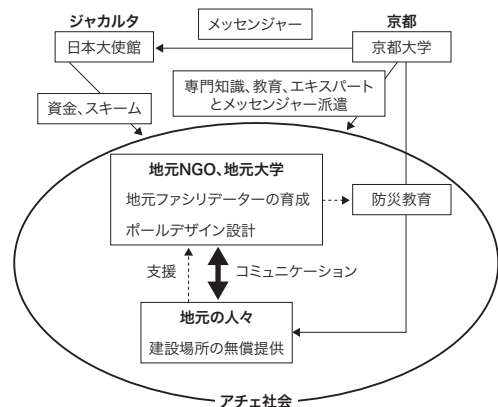 ジャカルタ
メッセンジャー
京都
日本大使館
京都大学
資金、スキーム
専門知識、教育、エキスパート
とメッセンジャー派遣
地元NGO、地元大学
地元ファシリデーターの育成
ポールデザイン設計
防災教育
支援
コミュニケーション
地元の人々
建設場所の無償提供
アチェ社会